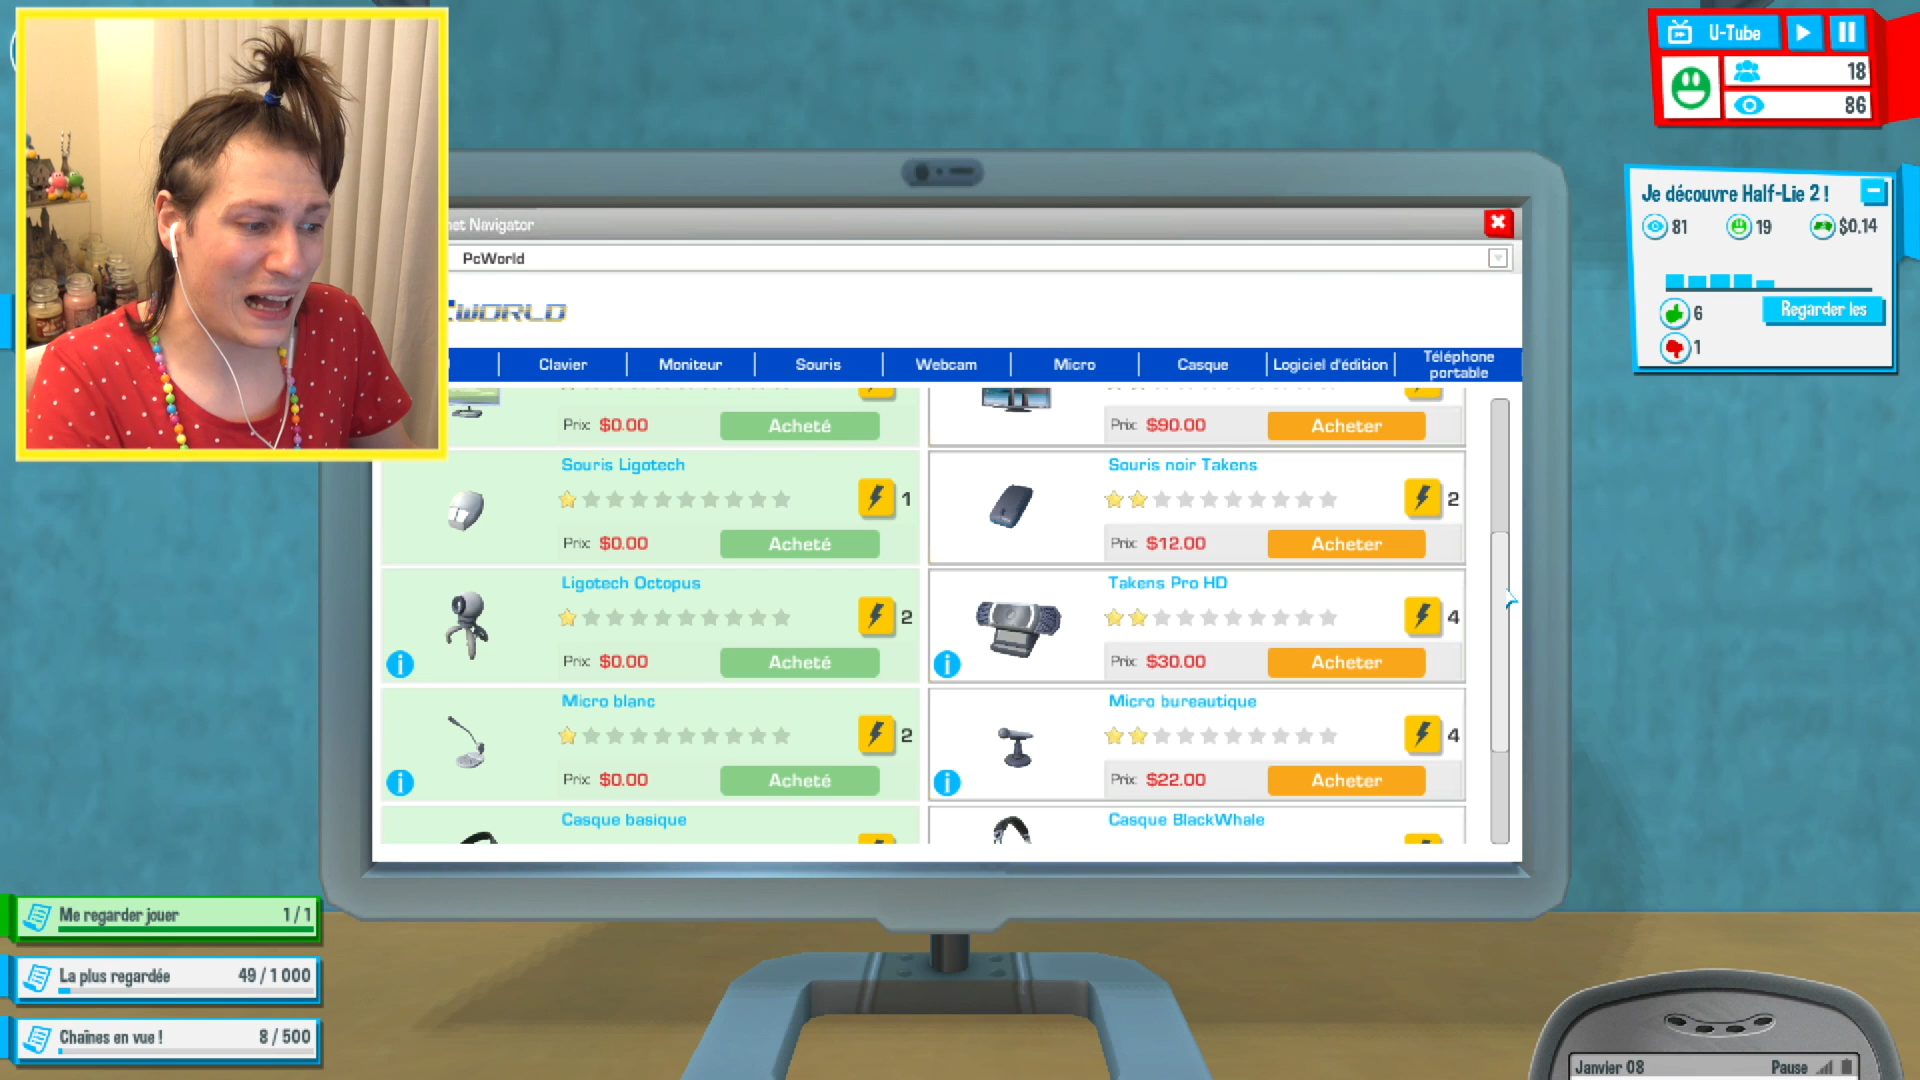 U-Tube
18
86
Je découvre Half-Lie 2 !
81
19
$0.14
6
Regarder les
1
net Navigator
PcWorld
WORLD
Clavier
Moniteur
Souris
Webcam
Micro
Casque
Logiciel d'édition
Téléphone
portable
Prix: $0.00
Acheté
Prix: $90.00
Acheter
Souris Ligotech
1
Prix: $0.00
Acheté
Souris noir Takens
2
Prix: $12.00
Acheter
Ligotech Octopus
2
Prix: $0.00
Acheté
Takens Pro HD
4
Prix: $30.00
Acheter
Micro blanc
2
Prix: $0.00
Acheté
Micro bureautique
4
Prix: $22.00
Acheter
Casque basique
Casque BlackWhale
Me regarder jouer 1 / 1
La plus regardée 49 / 1 000
Chaînes en vue ! 8 / 500
Janvier 08
Pause